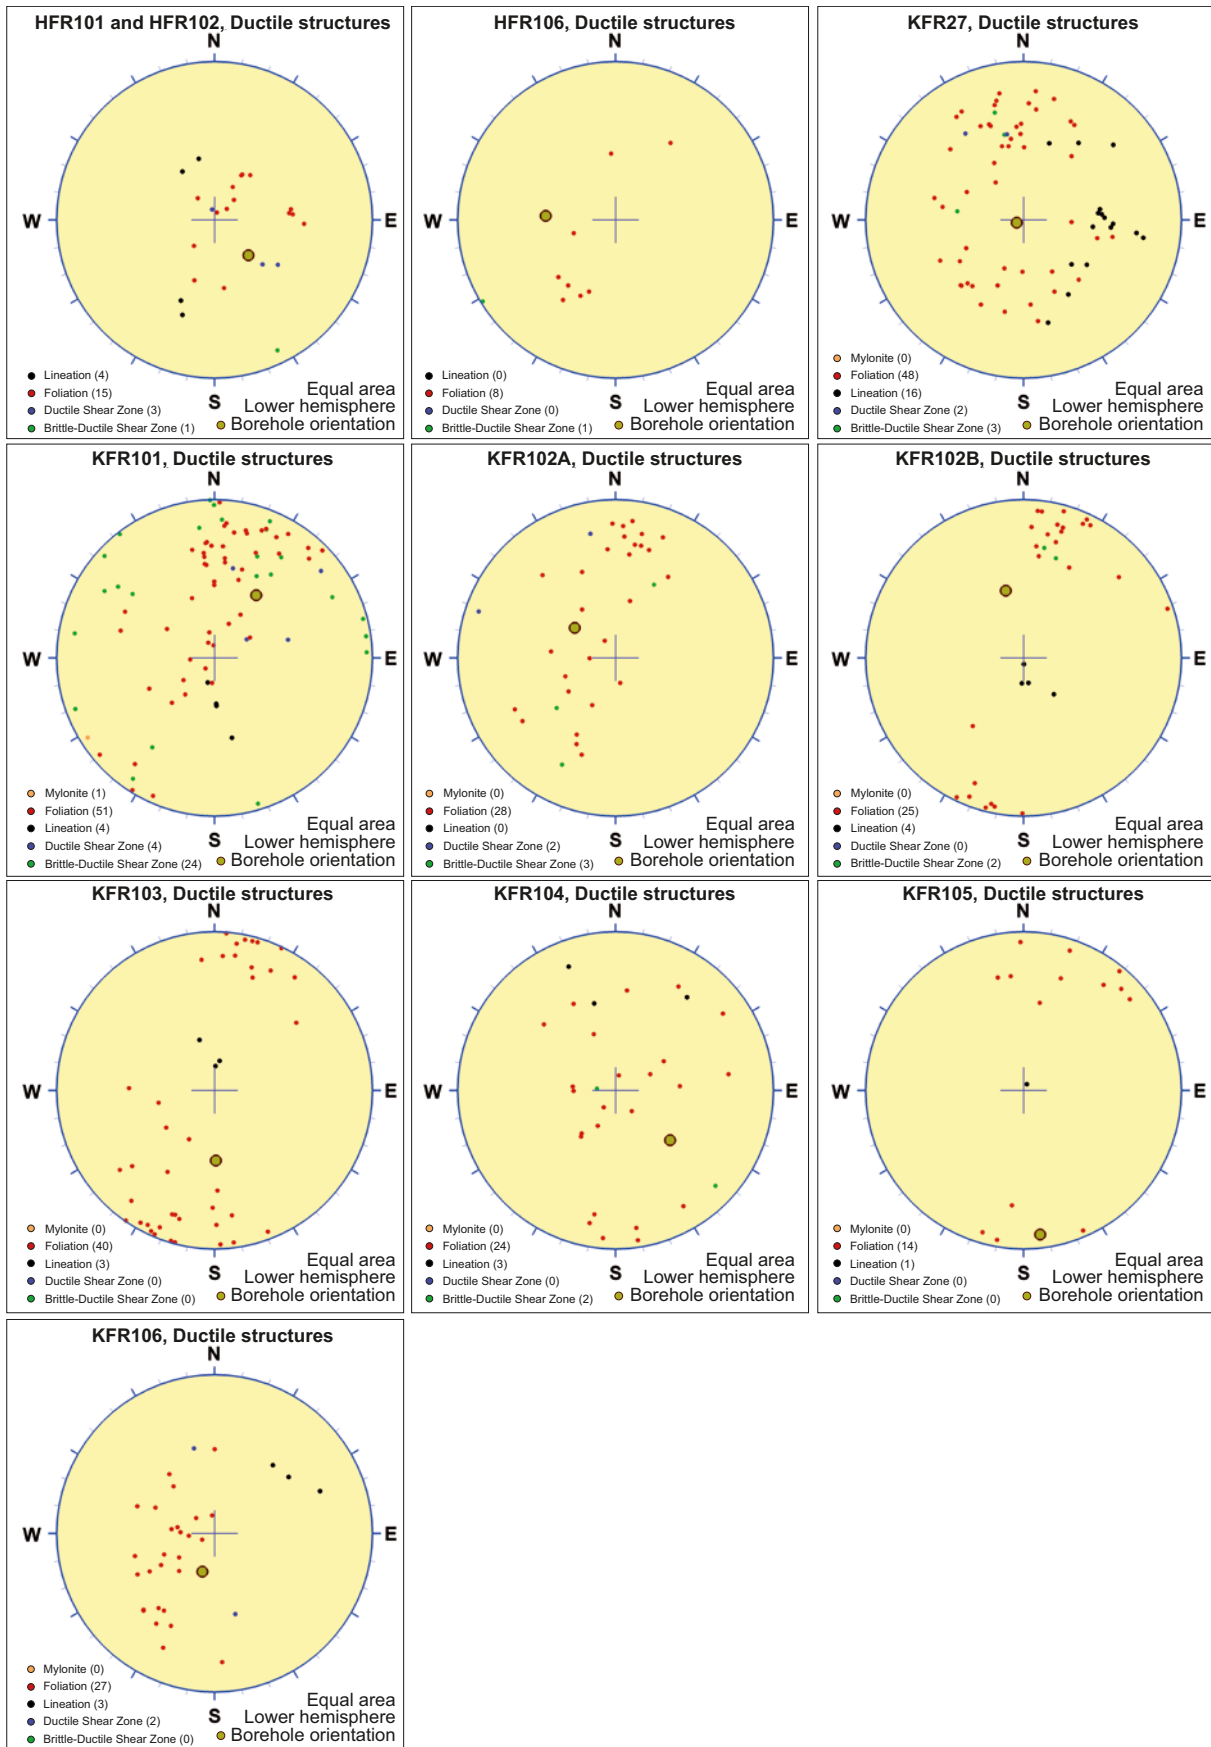 HFR101 and HFR102, Ductile structures
N
W
E
S
Lineation (4)
Foliation (15)
Ductile Shear Zone (3)
Brittle-Ductile Shear Zone (1)
Equal area
Lower hemisphere
Borehole orientation
HFR106, Ductile structures
N
W
E
S
Lineation (0)
Foliation (8)
Ductile Shear Zone (0)
Brittle-Ductile Shear Zone (1)
Equal area
Lower hemisphere
Borehole orientation
KFR27, Ductile structures
N
W
E
S
Mylonite (0)
Foliation (48)
Lineation (16)
Ductile Shear Zone (2)
Brittle-Ductile Shear Zone (3)
Equal area
Lower hemisphere
Borehole orientation
KFR101, Ductile structures
N
W
E
S
Mylonite (1)
Foliation (51)
Lineation (4)
Ductile Shear Zone (4)
Brittle-Ductile Shear Zone (24)
Equal area
Lower hemisphere
Borehole orientation
KFR102A, Ductile structures
N
W
E
S
Mylonite (0)
Foliation (28)
Lineation (0)
Ductile Shear Zone (2)
Brittle-Ductile Shear Zone (3)
Equal area
Lower hemisphere
Borehole orientation
KFR102B, Ductile structures
N
W
E
S
Mylonite (0)
Foliation (25)
Lineation (4)
Ductile Shear Zone (0)
Brittle-Ductile Shear Zone (2)
Equal area
Lower hemisphere
Borehole orientation
KFR103, Ductile structures
N
W
E
S
Mylonite (0)
Foliation (40)
Lineation (3)
Ductile Shear Zone (0)
Brittle-Ductile Shear Zone (0)
Equal area
Lower hemisphere
Borehole orientation
KFR104, Ductile structures
N
W
E
S
Mylonite (0)
Foliation (24)
Lineation (3)
Ductile Shear Zone (0)
Brittle-Ductile Shear Zone (2)
Equal area
Lower hemisphere
Borehole orientation
KFR105, Ductile structures
N
W
E
S
Mylonite (0)
Foliation (14)
Lineation (1)
Ductile Shear Zone (0)
Brittle-Ductile Shear Zone (0)
Equal area
Lower hemisphere
Borehole orientation
KFR106, Ductile structures
N
W
E
S
Mylonite (0)
Foliation (27)
Lineation (3)
Ductile Shear Zone (2)
Brittle-Ductile Shear Zone (0)
Equal area
Lower hemisphere
Borehole orientation